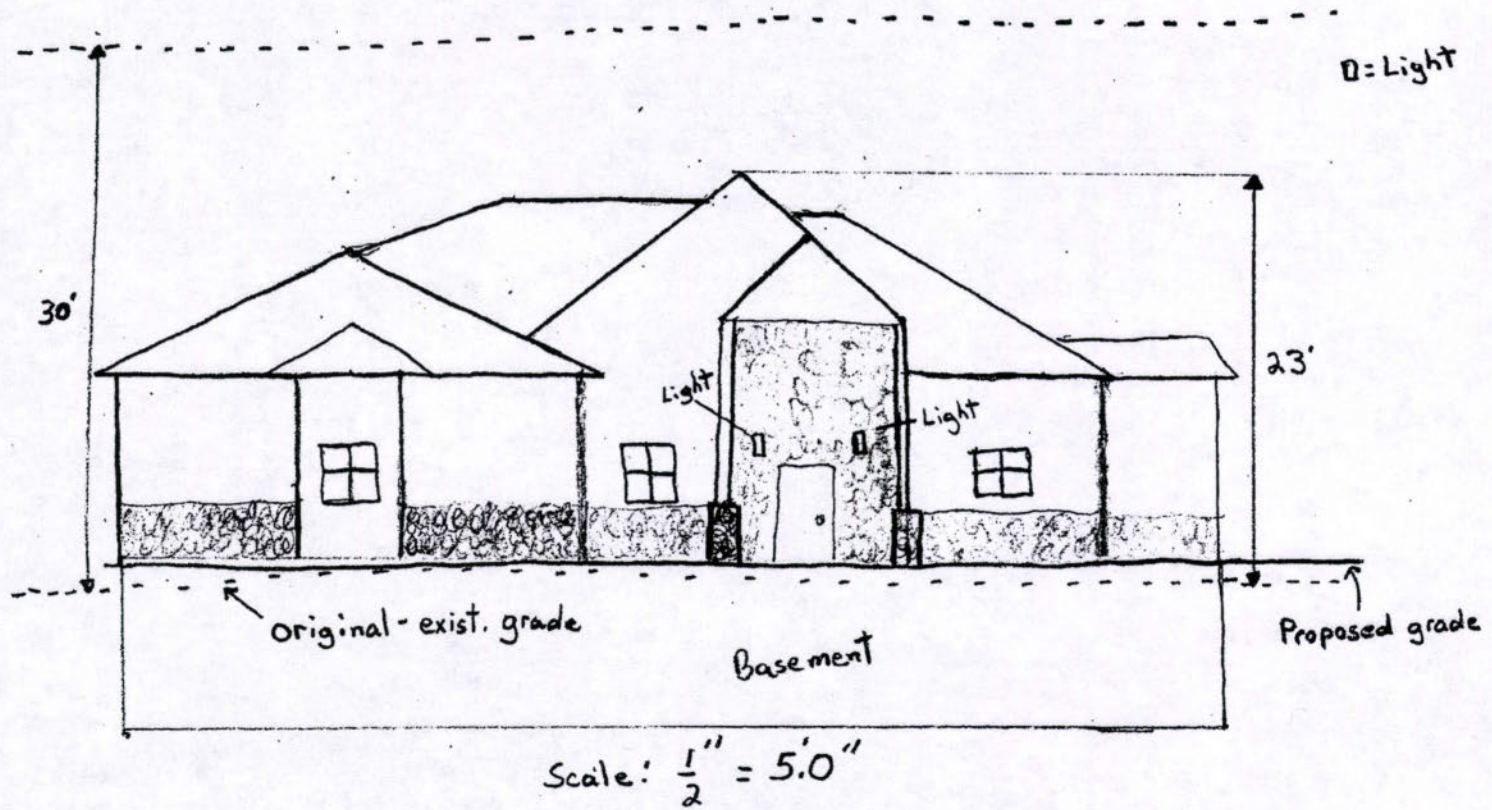 ▯= Light
30'
23'
Light
Light
original - exist. grade
Proposed grade
Basement
Scale: 1/2" = 5'.0"